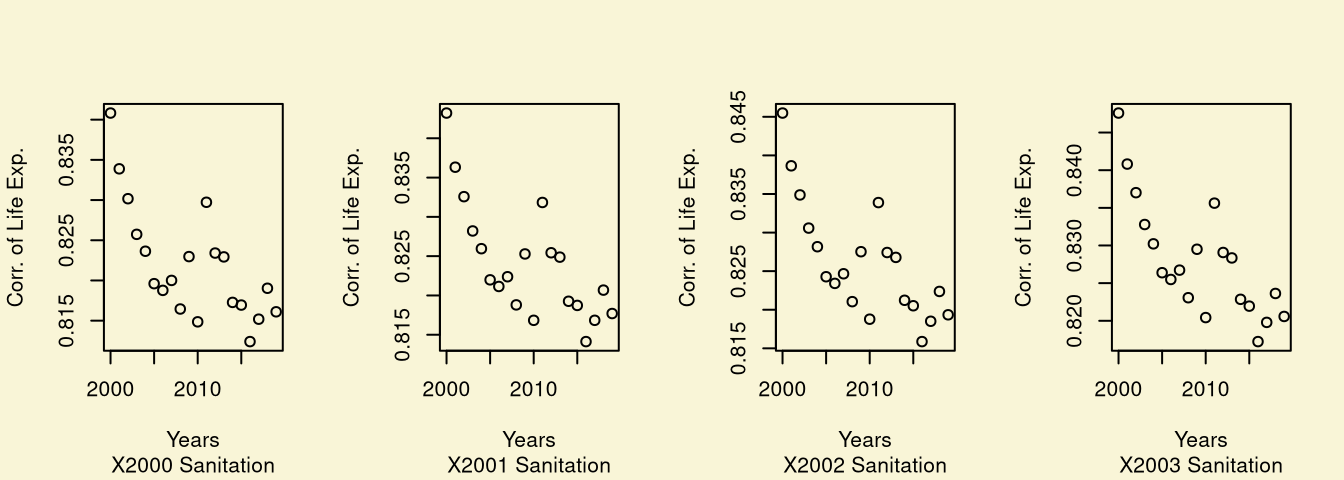 Corr. of Life Exp.
0.815 0.825 0.835
2000 2010
Years
X2000 Sanitation
Corr. of Life Exp.
0.815 0.825 0.835
2000 2010
Years
X2001 Sanitation
Corr. of Life Exp.
0.815 0.825 0.835 0.845
2000 2010
Years
X2002 Sanitation
Corr. of Life Exp.
0.820 0.830 0.840
2000 2010
Years
X2003 Sanitation